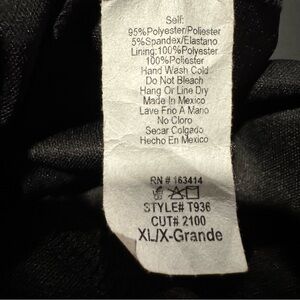 Self:
95%Polyester/Poliester
5%Spandex/Elastano
Lining:100%Polyester
100%Poliester
Hand Wash Cold
Do Not Bleach
Hang Or Line Dry
Made In Mexico
Lave Frio A Mano
No Cloro
Secar Colgado
Hecho En Mexico
RN # 163414
STYLE# T936
CUT# 2100
XL/X-Grande